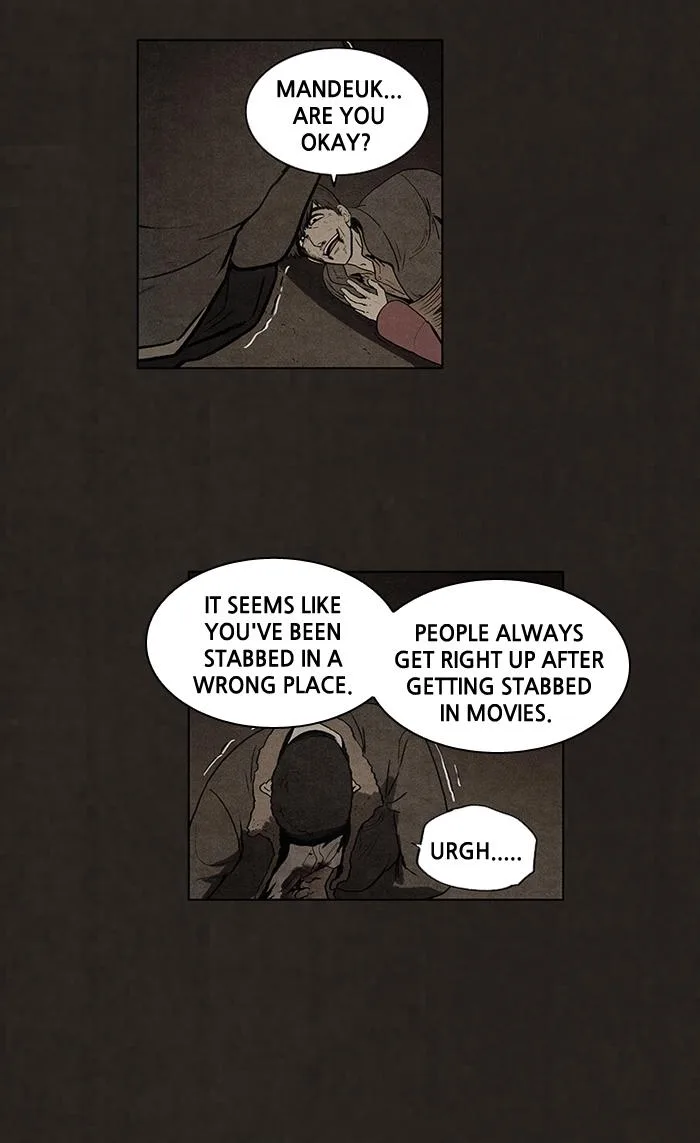 MANDEUK...
ARE YOU
OKAY?
IT SEEMS LIKE
YOU'VE BEEN
STABBED IN A
WRONG PLACE.
PEOPLE ALWAYS
GET RIGHT UP AFTER
GETTING STABBED
IN MOVIES.
URGH.....